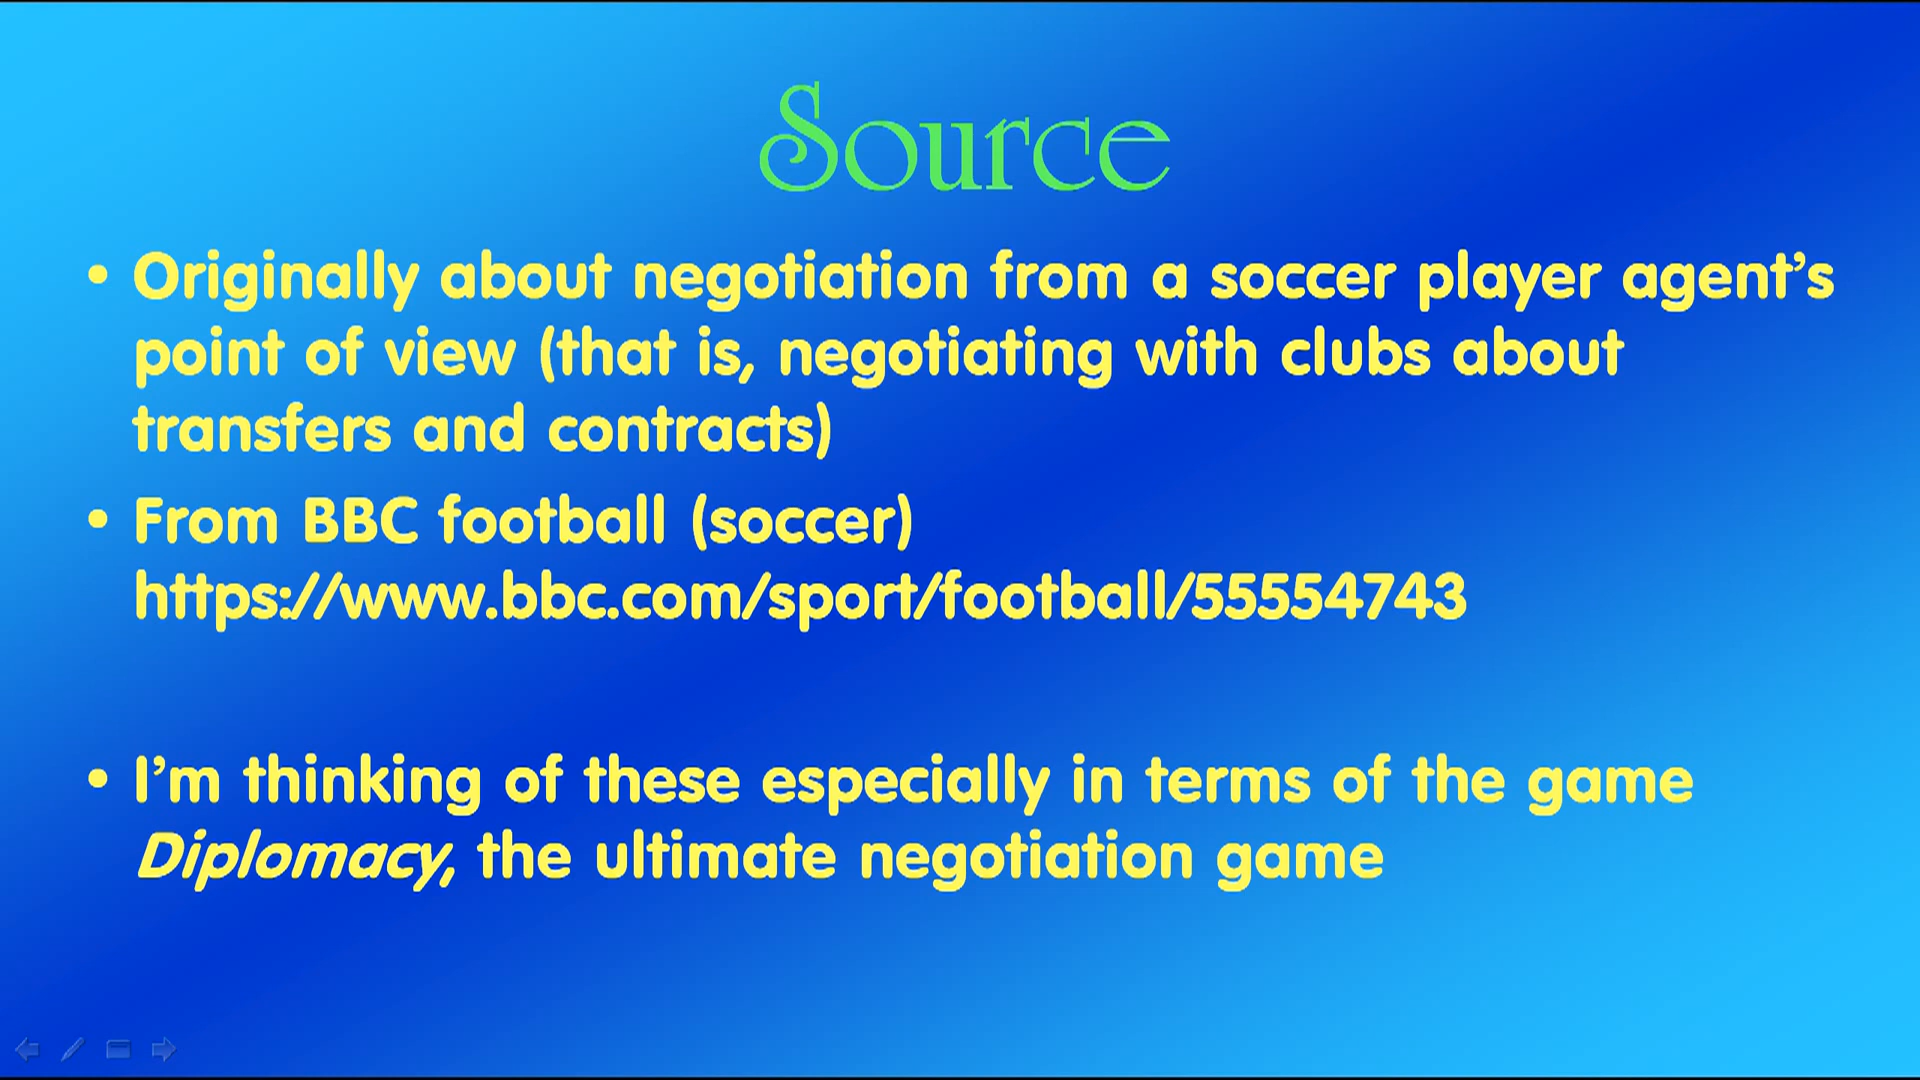 Source
• Originally about negotiation from a soccer player agent’s
point of view (that is, negotiating with clubs about
transfers and contracts)
• From BBC football (soccer)
https://www.bbc.com/sport/football/55554743
• I’m thinking of these especially in terms of the game
Diplomacy, the ultimate negotiation game